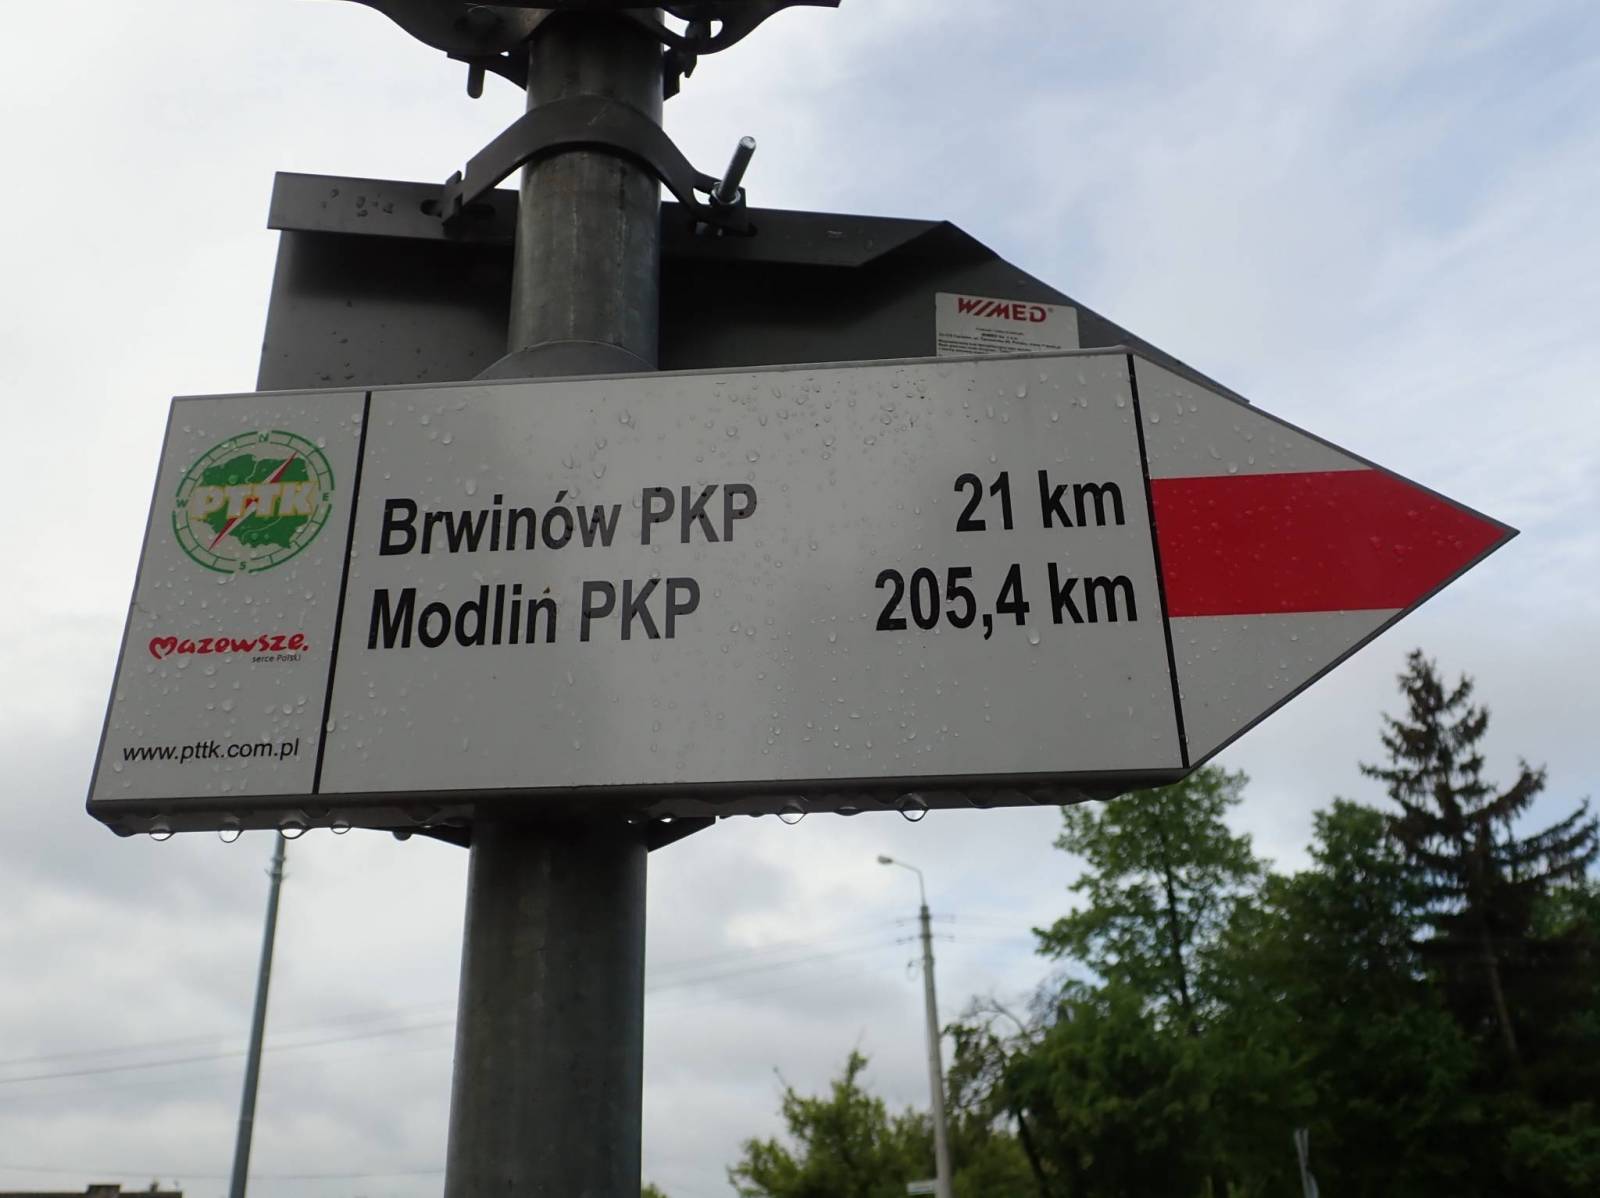 WIMED®
N
W
E
PTTK
S
Brwinów PKP 21 km
Modlin PKP 205,4 km
mazowsze.
serce Polski
www.pttk.com.pl